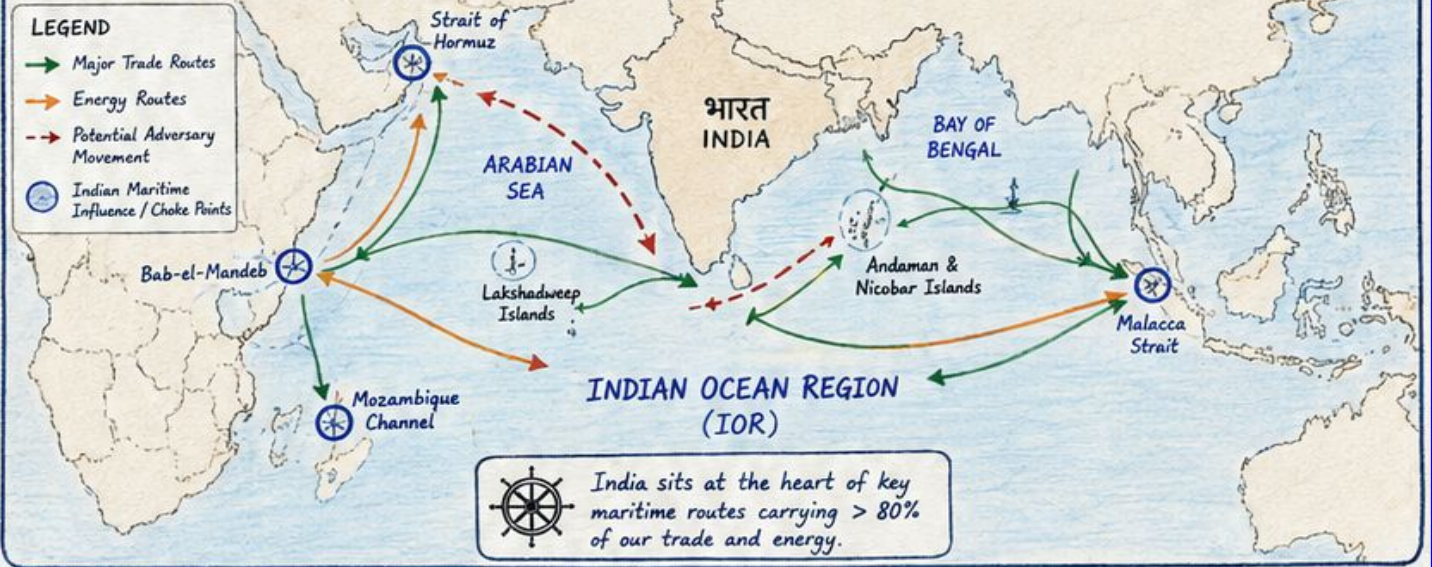 LEGEND
Major Trade Routes
Energy Routes
Potential Adversary
Movement
Indian Maritime
Influence / Choke Points
Strait of
Hormuz
भारत
INDIA
BAY OF
BENGAL
ARABIAN
SEA
Bab-el-Mandeb
Lakshadweep
Islands
Andaman &
Nicobar Islands
Malacca
Strait
Mozambique
Channel
INDIAN OCEAN REGION
(IOR)
India sits at the heart of key
maritime routes carrying > 80%
of our trade and energy.